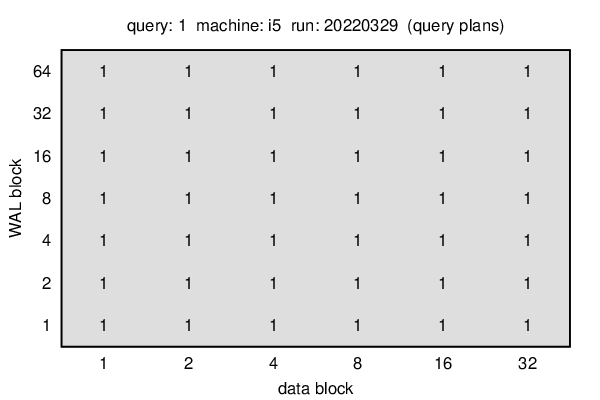 query: 1 machine: i5 run: 20220329 (query plans)
WAL block
64 1 1 1 1 1 1
32 1 1 1 1 1 1
16 1 1 1 1 1 1
8 1 1 1 1 1 1
4 1 1 1 1 1 1
2 1 1 1 1 1 1
1 1 1 1 1 1 1
1 2 4 8 16 32
data block